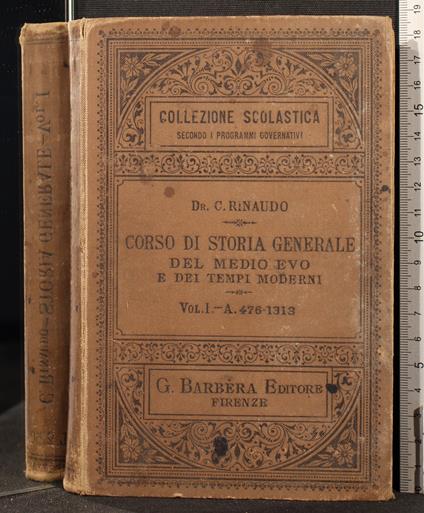 COLLEZIONE SCOLASTICA
SECONDO I PROGRAMMI GOVERNATIVI
DR. C. RINAUDO
CORSO DI STORIA GENERALE
DEL MEDIO EVO
E DEI TEMPI MODERNI
VOL. I.—A. 476-1313
G. BARBÈRA EDITORE
FIRENZE
C. RINAUDO—STORIA GENERALE—Vol. I